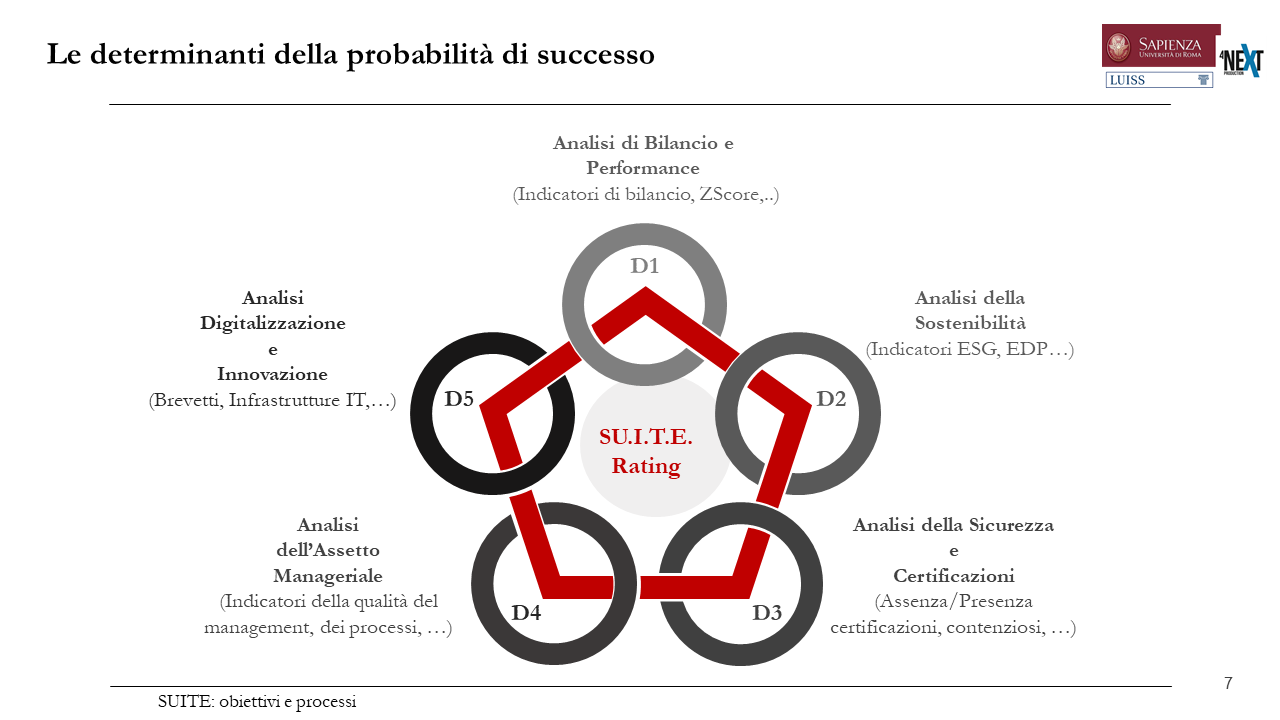 Le determinanti della probabilità di successo
SAPIENZA
UNIVERSITÀ DI ROMA
LUISS
4NEXT
PRODUCTION
Analisi di Bilancio e
Performance
(Indicatori di bilancio, ZScore,..)
D1
Analisi
Digitalizzazione
e
Innovazione
(Brevetti, Infrastrutture IT,…)
D5
Analisi della
Sostenibilità
(Indicatori ESG, EDP…)
D2
SU.I.T.E.
Rating
Analisi
dell’Assetto
Manageriale
(Indicatori della qualità del
management, dei processi, …)
D4
Analisi della Sicurezza
e
Certificazioni
(Assenza/Presenza
certificazioni, contenziosi, …)
D3
SUITE: obiettivi e processi
7